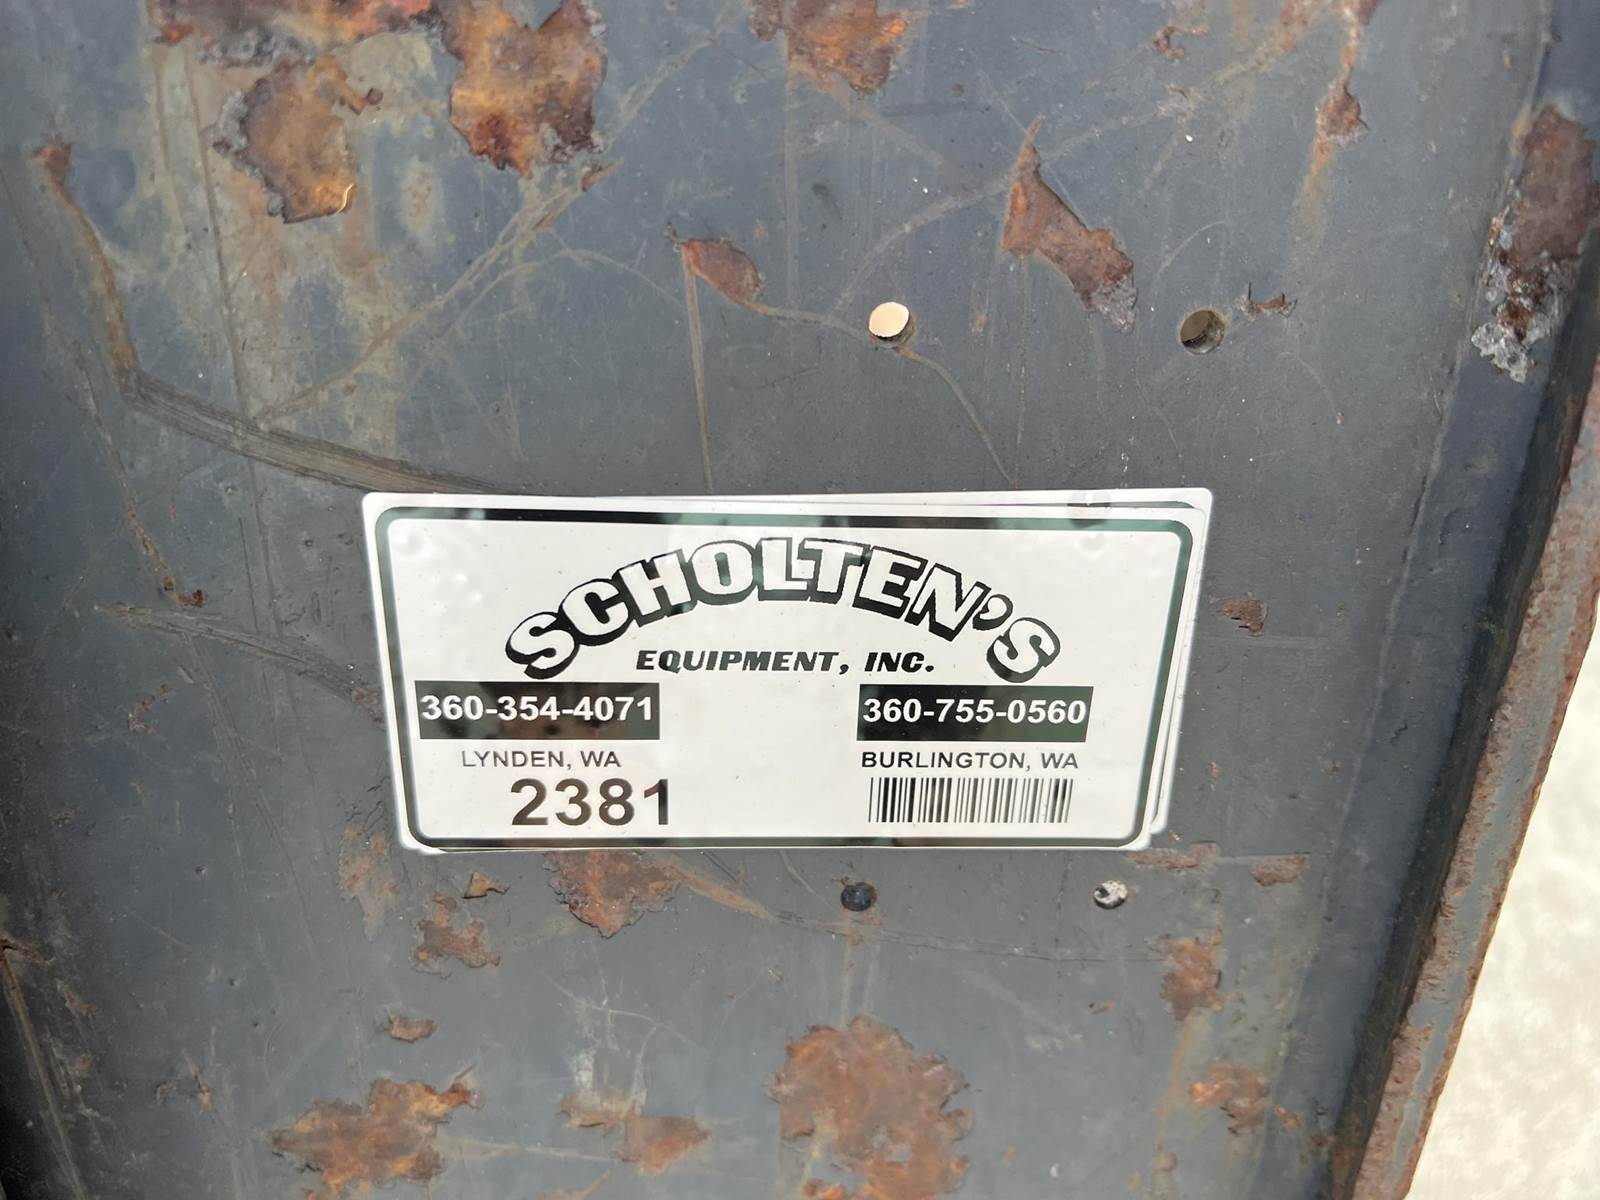 SCHOLTEN'S
EQUIPMENT, INC.
360-354-4071
LYNDEN, WA
2381
360-755-0560
BURLINGTON, WA